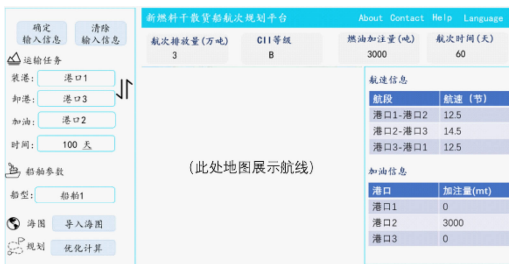 新燃料干散货船航次规划平台
About Contact Help Language
确定
输入信息
清除
输入信息
运输任务
装港: 港口1
卸港: 港口3
加油: 港口2
时间: 100 天
船舶参数
船型: 船舶1
海图 导入海图
规划 优化计算
航次排放量(万吨)
3
CII等级
B
燃油加注量(吨)
3000
航次时间(天)
60
(此处地图展示航线)
航速信息
航段 航速(节)
港口1-港口2 12.5
港口2-港口3 14.5
港口3-港口1 12.5
加油信息
港口 加注量(mt)
港口1 0
港口2 3000
港口3 0